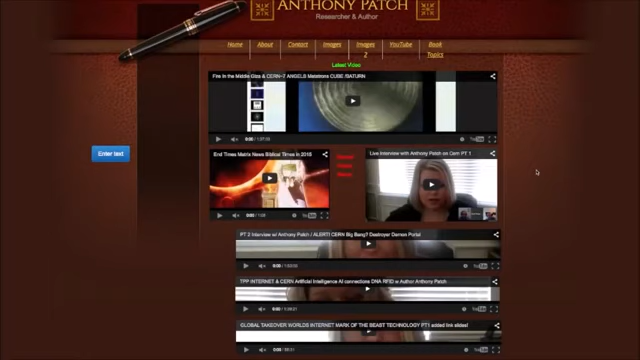 ANTHONY PATCH
Researcher & Author
Home About Contact Images Images 2 YouTube Book Topics
Latest Video
Fire in the Middle Giza & CERN~7 ANGELS Matatrons CUBE /SATURN
Enter text
End Times Matrix News Biblical Times in 2015
Live Interview with Anthony Patch on Cern PT 1
PT 2 Interview w/ Anthony Patch / ALERT! CERN Big Bang? Destroyer Demon Portal
TPP INTERNET & CERN Artificial Intelligence AI connections DNA RFID w Author Anthony Patch
GLOBAL TAKEOVER WORLDS INTERNET MARK OF THE BEAST TECHNOLOGY PT1 added link slides!